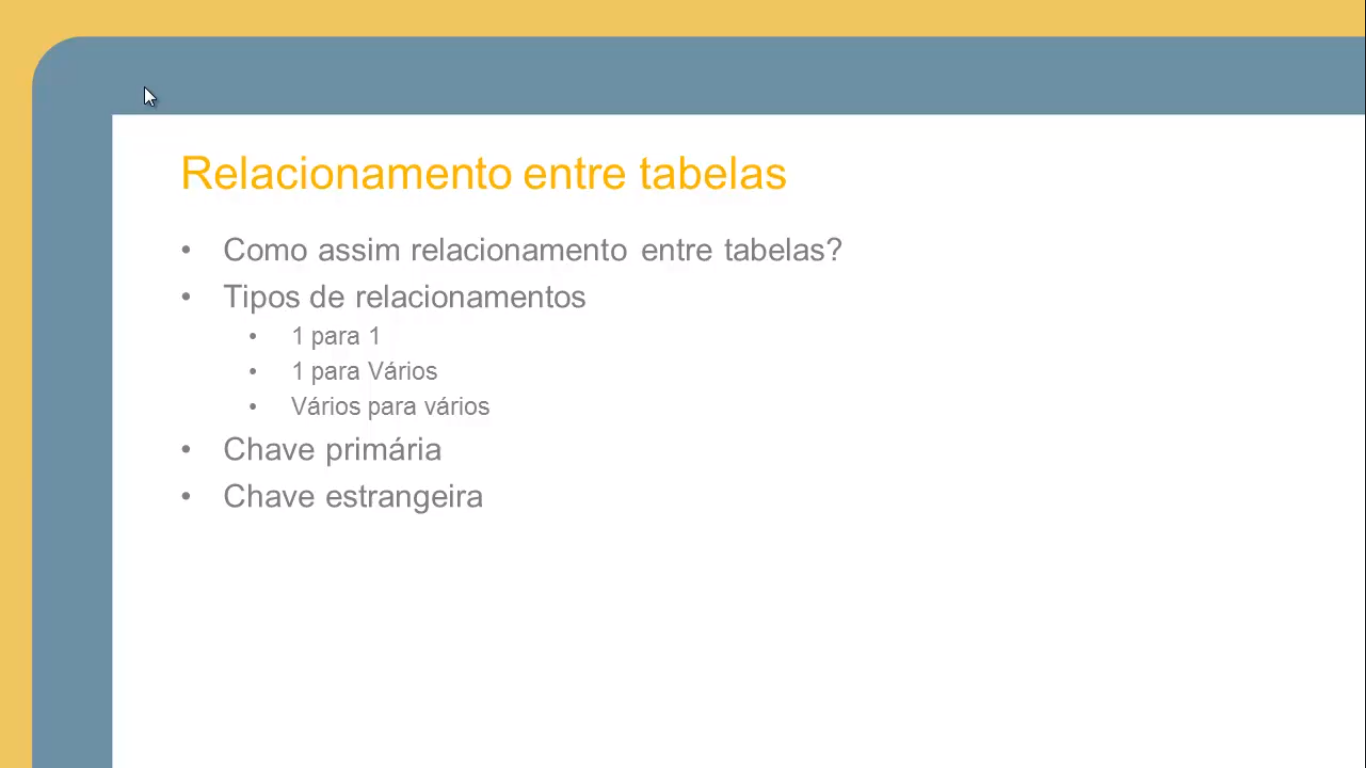 Relacionamento entre tabelas
• Como assim relacionamento entre tabelas?
• Tipos de relacionamentos
• 1 para 1
• 1 para Vários
• Vários para vários
• Chave primária
• Chave estrangeira